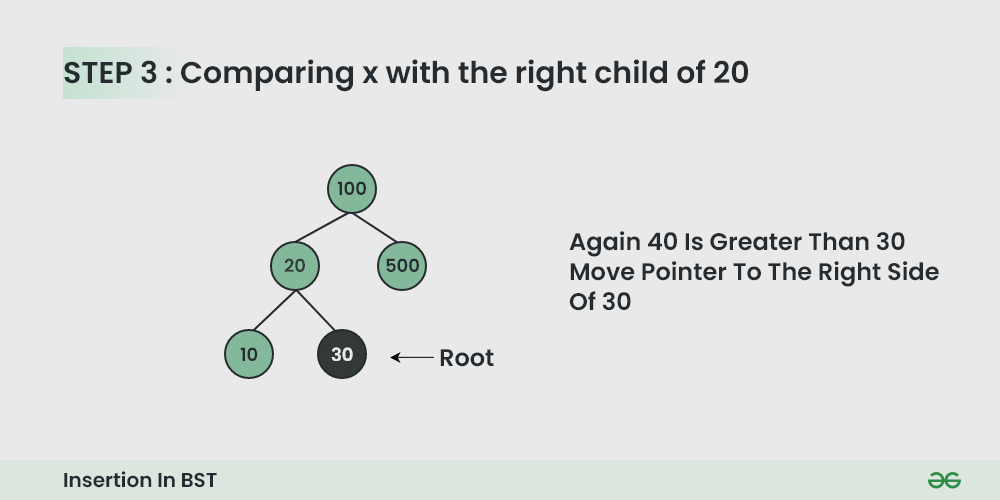 STEP 3 : Comparing x with the right child of 20
100
20
500
10
30
Root
Again 40 Is Greater Than 30
Move Pointer To The Right Side
Of 30
Insertion In BST